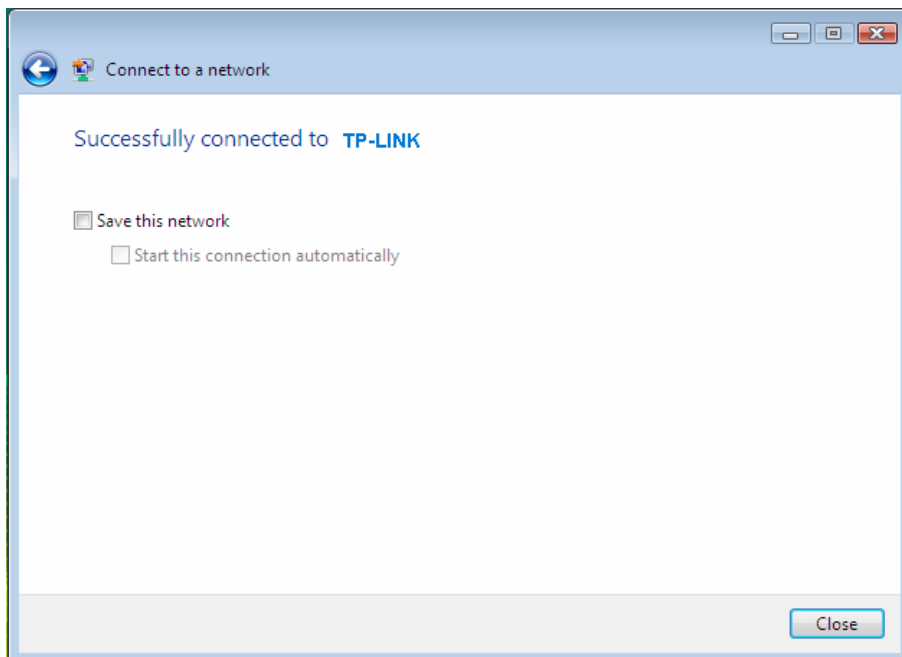 Connect to a network
Successfully connected to TP-LINK
Save this network
Start this connection automatically
Close